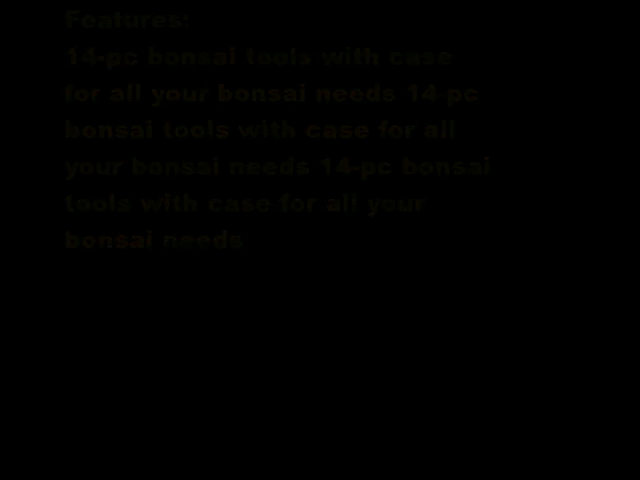 Features:
14-pc bonsai tools with case
for all your bonsai needs 14-pc
bonsai tools with case for all
your bonsai needs 14-pc bonsai
tools with case for all your
bonsai needs